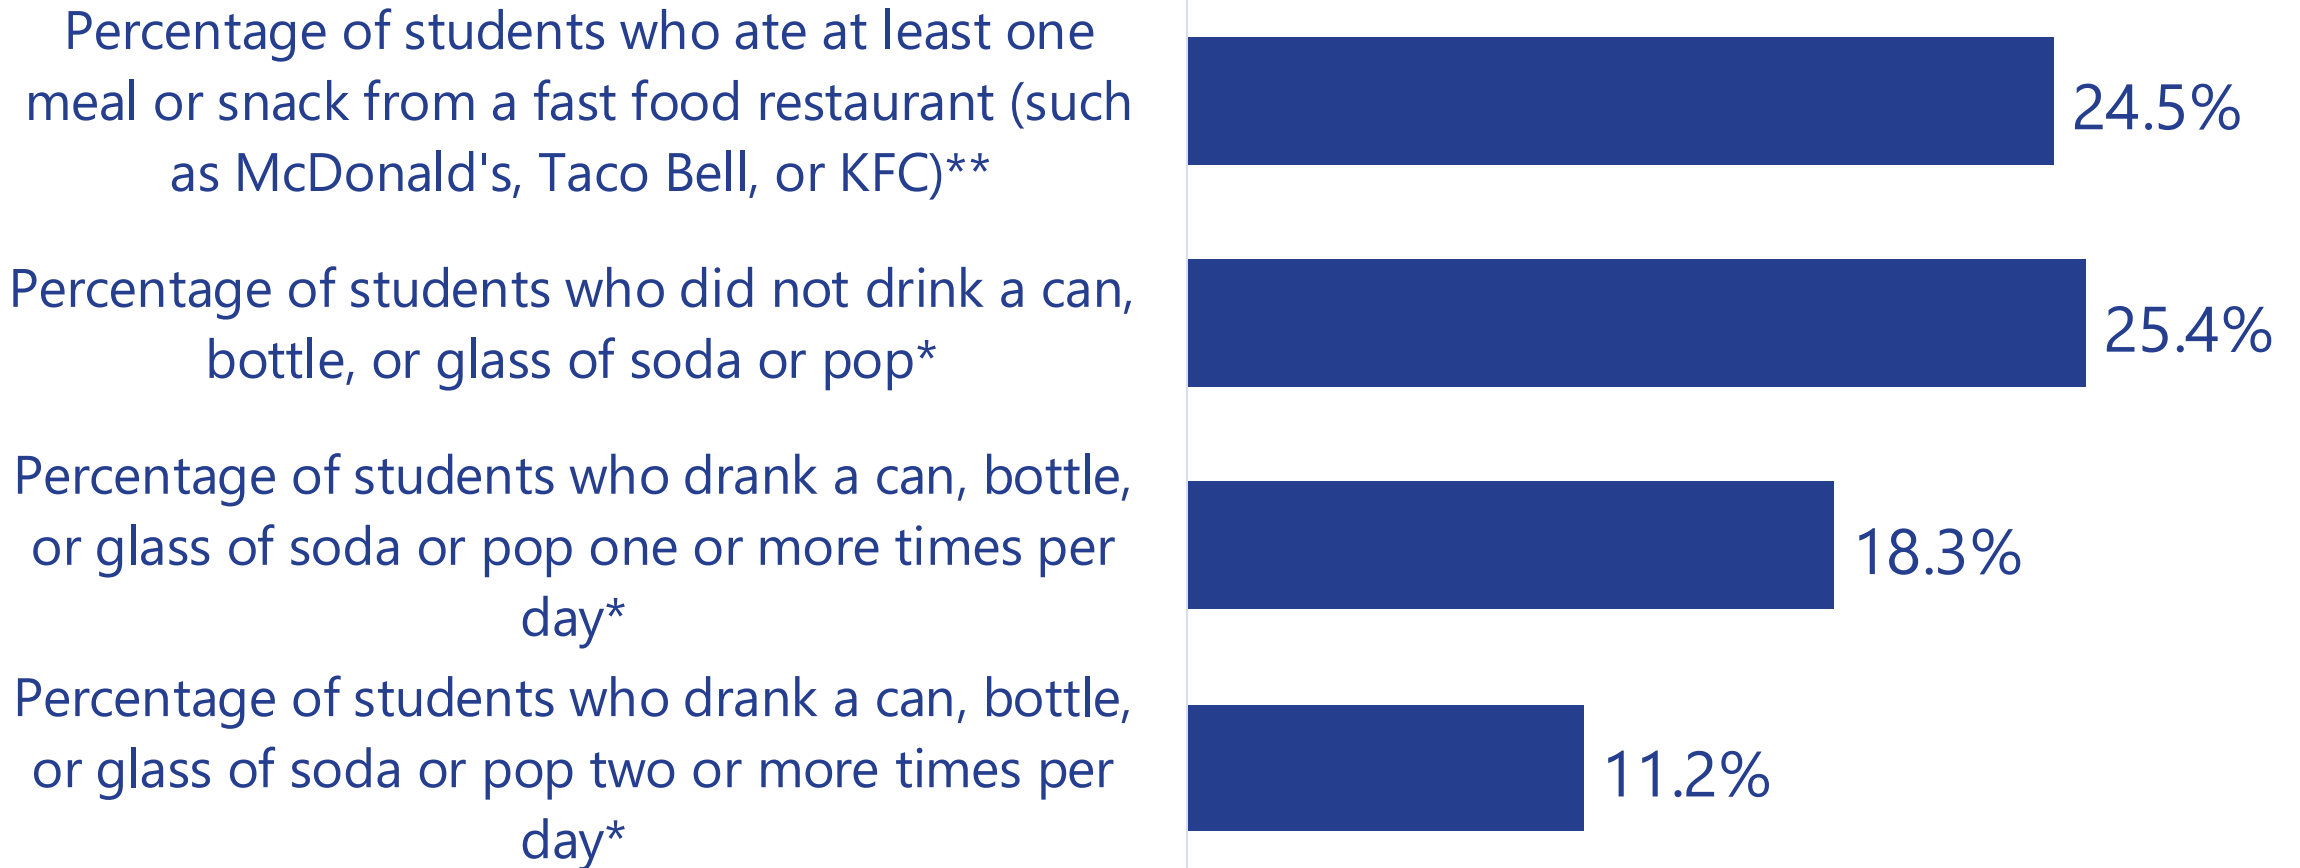 Percentage of students who ate at least one
meal or snack from a fast food restaurant (such
as McDonald's, Taco Bell, or KFC)**
24.5%
Percentage of students who did not drink a can,
bottle, or glass of soda or pop*
25.4%
Percentage of students who drank a can, bottle,
or glass of soda or pop one or more times per
day*
18.3%
Percentage of students who drank a can, bottle,
or glass of soda or pop two or more times per
day*
11.2%